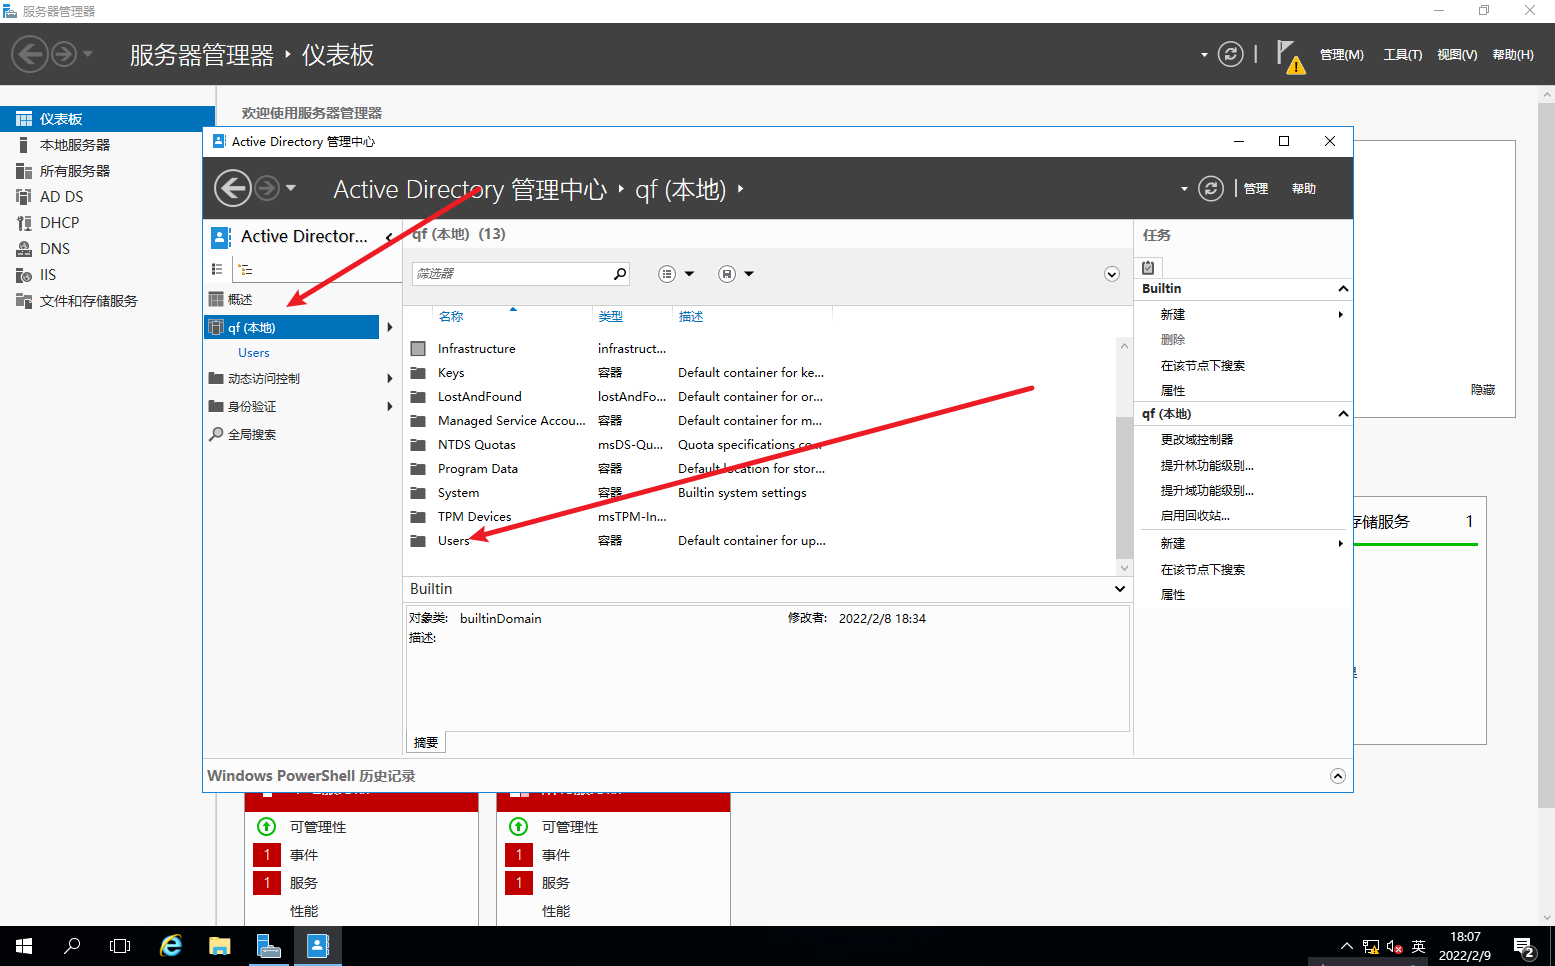 服务器管理器
服务器管理器 · 仪表板
管理(M) 工具(T) 视图(V) 帮助(H)
欢迎使用服务器管理器
仪表板
本地服务器
所有服务器
AD DS
DHCP
DNS
IIS
文件和存储服务
Active Directory 管理中心
Active Directory 管理中心 · qf (本地) ·
管理 帮助
Active Director...
概述
qf (本地)
Users
动态访问控制
身份验证
全局搜索
qf (本地) (13)
筛选器
名称 类型 描述
Infrastructure infrastruct...
Keys 容器 Default container for ke...
LostAndFound lostAndFo... Default container for or...
Managed Service Accou... 容器 Default container for m...
NTDS Quotas msDS-Qu... Quota specifications co...
Program Data 容器 Default location for stor...
System 容器 Builtin system settings
TPM Devices msTPM-In...
Users 容器 Default container for up...
Builtin
对象类: builtinDomain 修改者: 2022/2/8 18:34
描述:
摘要
任务
Builtin
新建
删除
在该节点下搜索
属性
qf (本地)
更改域控制器
提升林功能级别...
提升域功能级别...
启用回收站...
新建
在该节点下搜索
属性
Windows PowerShell 历史记录
隐藏
存储服务 1
可管理性
1 事件
1 服务
性能
可管理性
1 事件
1 服务
性能
英
18:07
2022/2/9
2